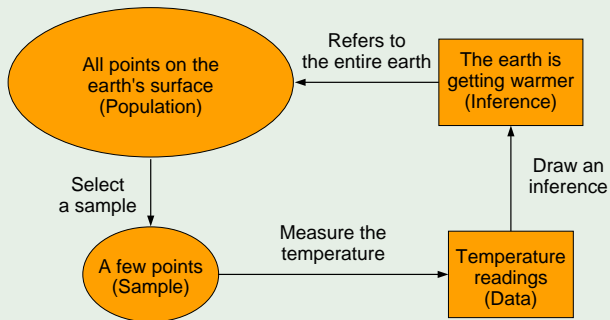 All points on the
earth's surface
(Population)
Refers to
the entire earth
The earth is
getting warmer
(Inference)
Select
a sample
Draw an
inference
A few points
(Sample)
Measure the
temperature
Temperature
readings
(Data)